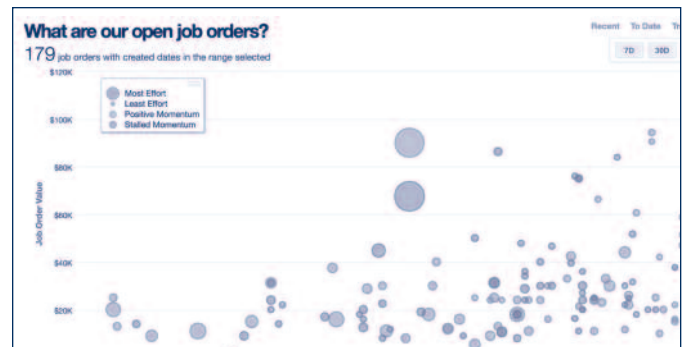 What are our open job orders?
179 job orders with created dates in the range selected
Recent To Date
7D 30D
$120K
Most Effort
Least Effort
Positive Momentum
Stalled Momentum
$100K
$80K
Job Order Value
$60K
$40K
$20K